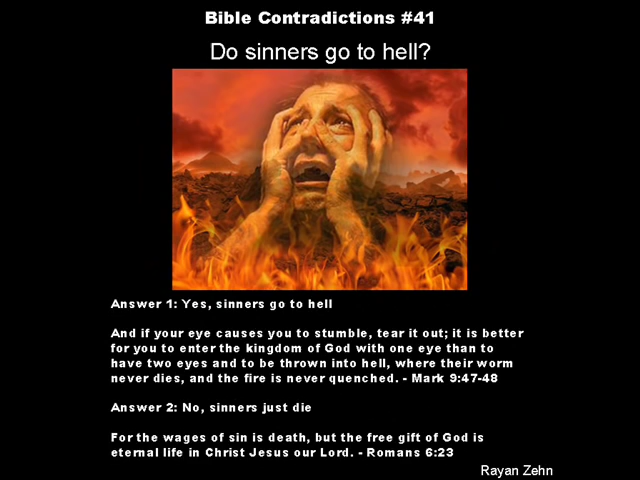 Bible Contradictions #41
Do sinners go to hell?
Answer 1: Yes, sinners go to hell
And if your eye causes you to stumble, tear it out; it is better
for you to enter the kingdom of God with one eye than to
have two eyes and to be thrown into hell, where their worm
never dies, and the fire is never quenched. - Mark 9:47-48
Answer 2: No, sinners just die
For the wages of sin is death, but the free gift of God is
eternal life in Christ Jesus our Lord. - Romans 6:23
Rayan Zehn